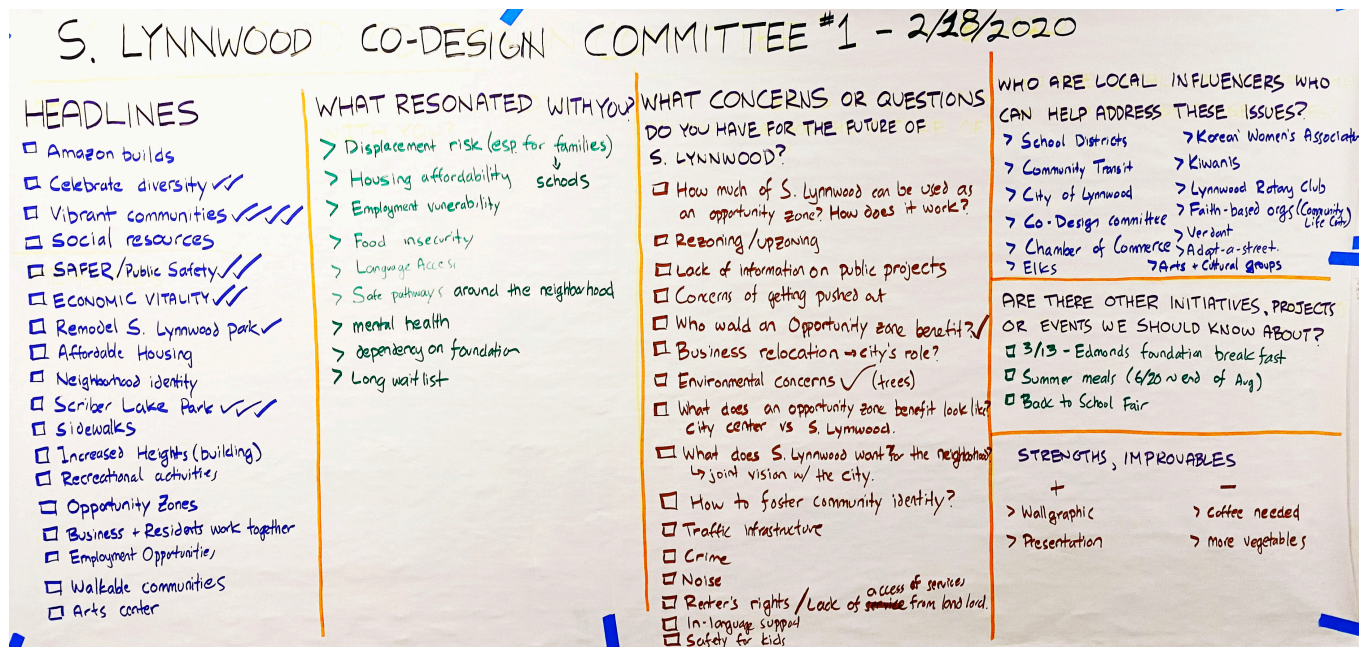 S. LYNNWOOD CO-DESIGN COMMITTEE #1 - 2/18/2020
HEADLINES
Amazon builds
Celebrate diversity ✓✓
Vibrant communities ✓✓✓✓
Social resources
SAFER/Public Safety ✓✓
ECONOMIC VITALITY ✓✓
Remodel S. Lynnwood Park ✓
Affordable Housing
Neighborhood identity
Scriber Lake Park ✓✓✓
Sidewalks
Increased Heights (building)
Recreational activities
Opportunity Zones
Business + Residents work together
Employment Opportunities
Walkable communities
Arts center
WHAT RESONATED WITH YOU?
> Displacement risk (esp. for families)
↓
schools
> Housing affordability
> Employment vunerability
> Food insecurity
> Language Access
> Safe pathways around the neighborhood
> mental health
> dependency on foundation
> Long waitlist
WHAT CONCERNS OR QUESTIONS
DO YOU HAVE FOR THE FUTURE OF
S. LYNNWOOD?
How much of S. Lynnwood can be used as
an opportunity zone? How does it work?
Rezoning/upzoning
Lack of information on public projects
Concerns of getting pushed out
Who would an Opportunity zone benefit? ✓
Business relocation → city's role?
Environmental concerns ✓ (trees)
What does an opportunity zone benefit look like?
City center vs S. Lynnwood.
What does S. Lynnwood want for the neighborhood
↳ joint vision w/ the city.
How to foster community identity?
Traffic infrastructure
Crime
Noise
access of services
Renter's rights / Lack of service from landlord.
In-language support
Safety for kids
WHO ARE LOCAL INFLUENCERS WHO
CAN HELP ADDRESS THESE ISSUES?
> School Districts
> Community Transit
> City of Lynnwood
> Co-Design committee
> Chamber of Commerce
> Elks
> Korean Women's Associatn
> Kiwanis
> Lynnwood Rotary Club
> Faith-based orgs (Community
Life Cntr)
> Verdant
> Adopt-a-street.
> Arts + Cultural groups
ARE THERE OTHER INITIATIVES, PROJECTS
OR EVENTS WE SHOULD KNOW ABOUT?
3/13 - Edmonds foundation breakfast
Summer meals (6/20 ~ end of Aug)
Back to School Fair
STRENGTHS, IMPROVABLES
+
> Wallgraphic
> Presentation
−
> coffee needed
> more vegetables